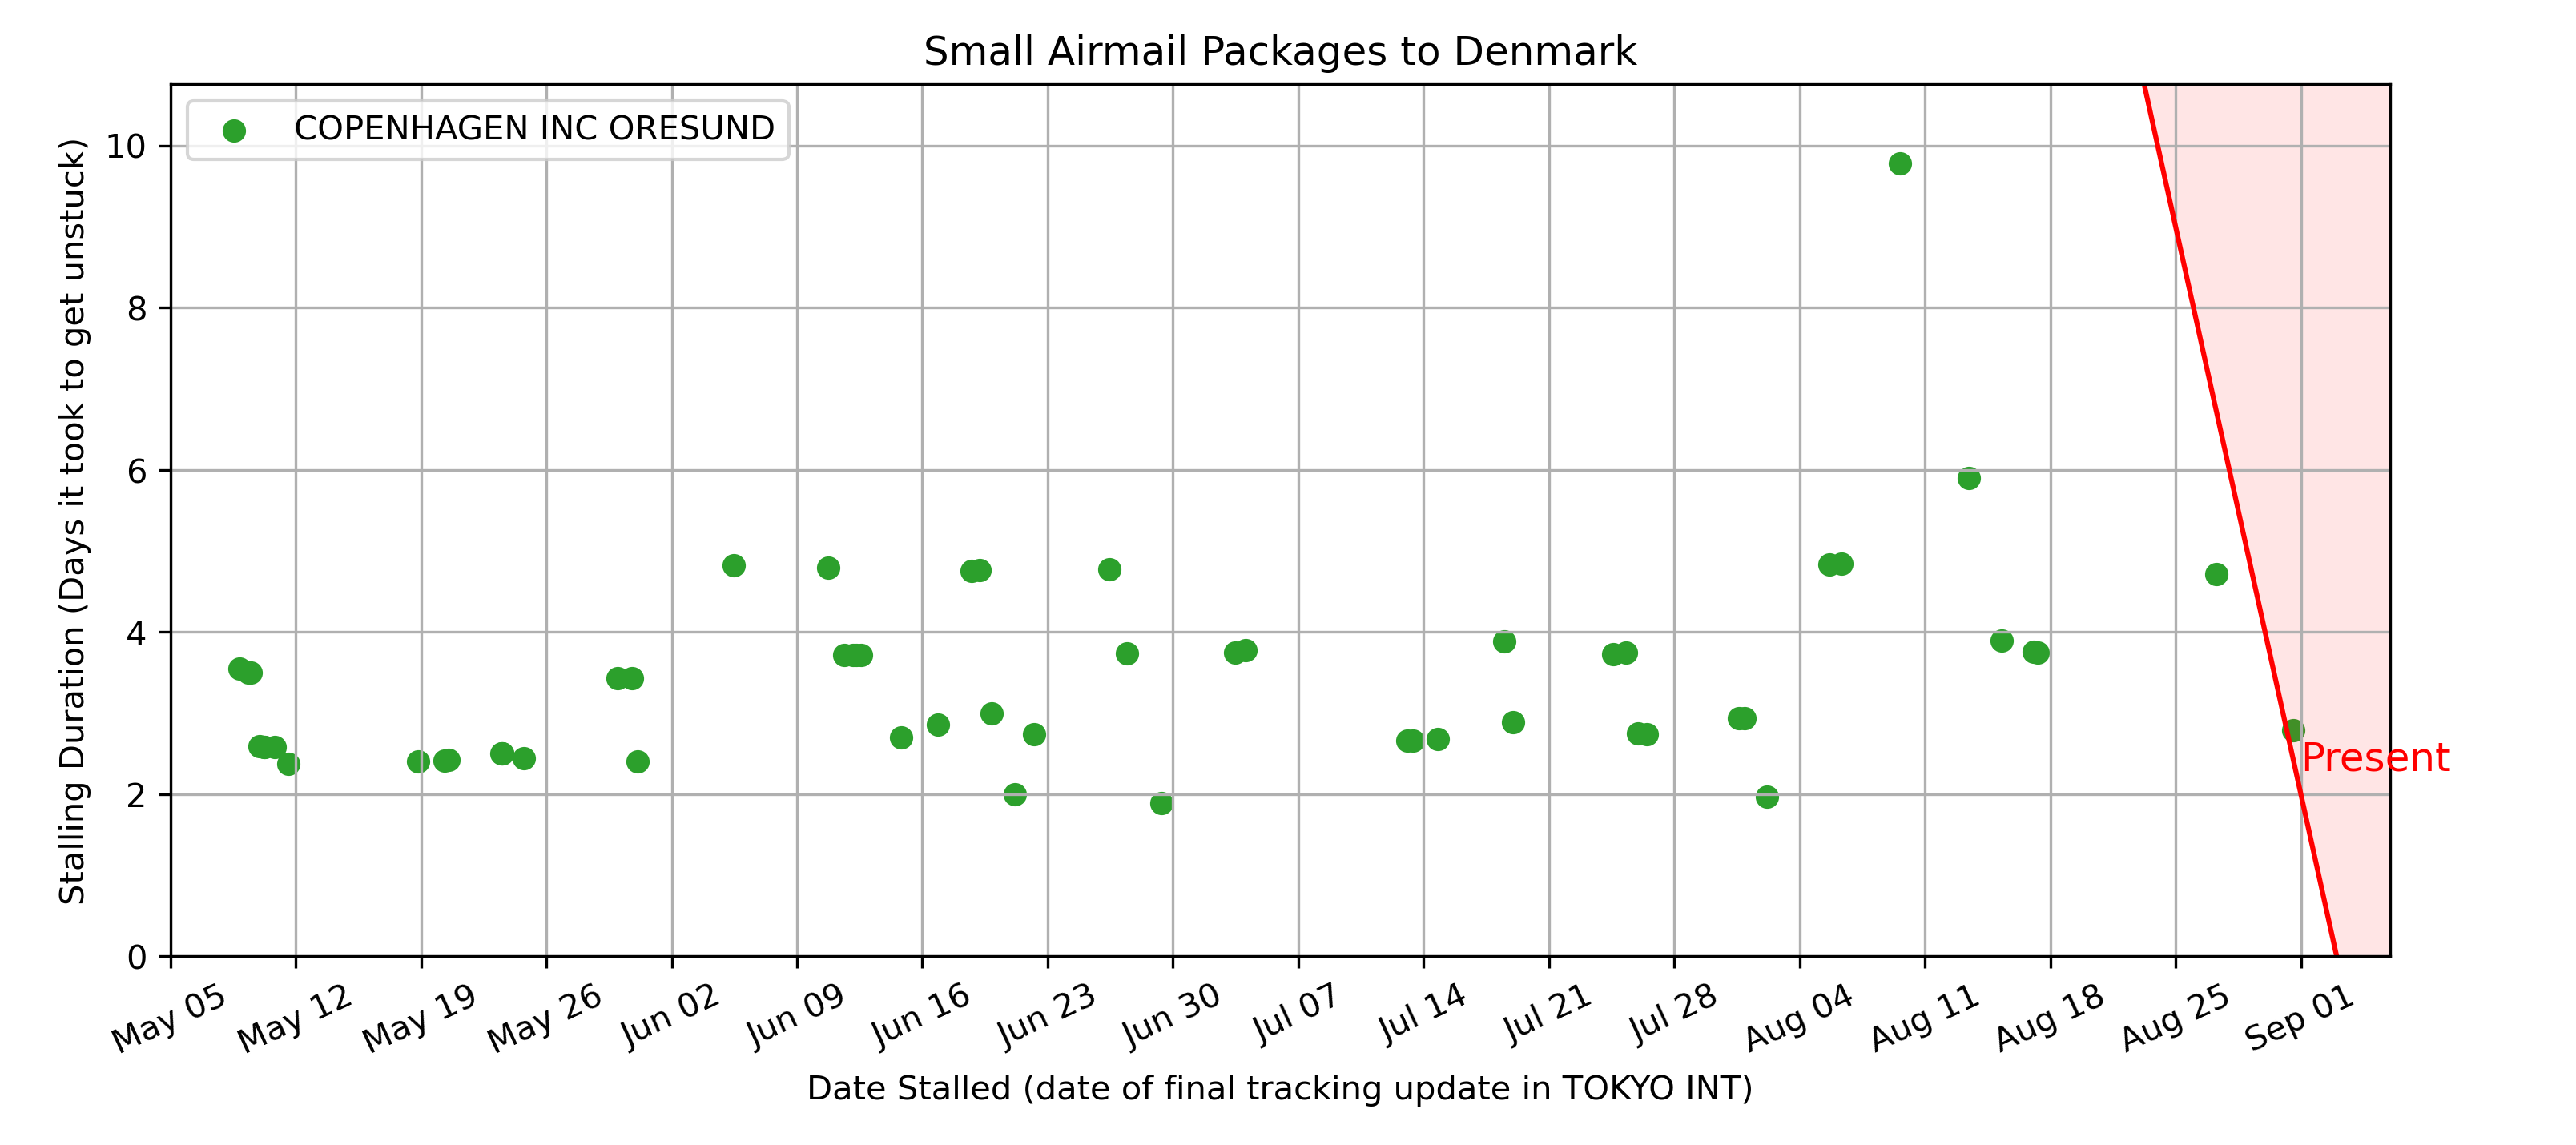 Small Airmail Packages to Denmark
COPENHAGEN INC ORESUND
Stalling Duration (Days it took to get unstuck)
10
8
6
4
2
0
Present
May 05
May 12
May 19
May 26
Jun 02
Jun 09
Jun 16
Jun 23
Jun 30
Jul 07
Jul 14
Jul 21
Jul 28
Aug 04
Aug 11
Aug 18
Aug 25
Sep 01
Date Stalled (date of final tracking update in TOKYO INT)